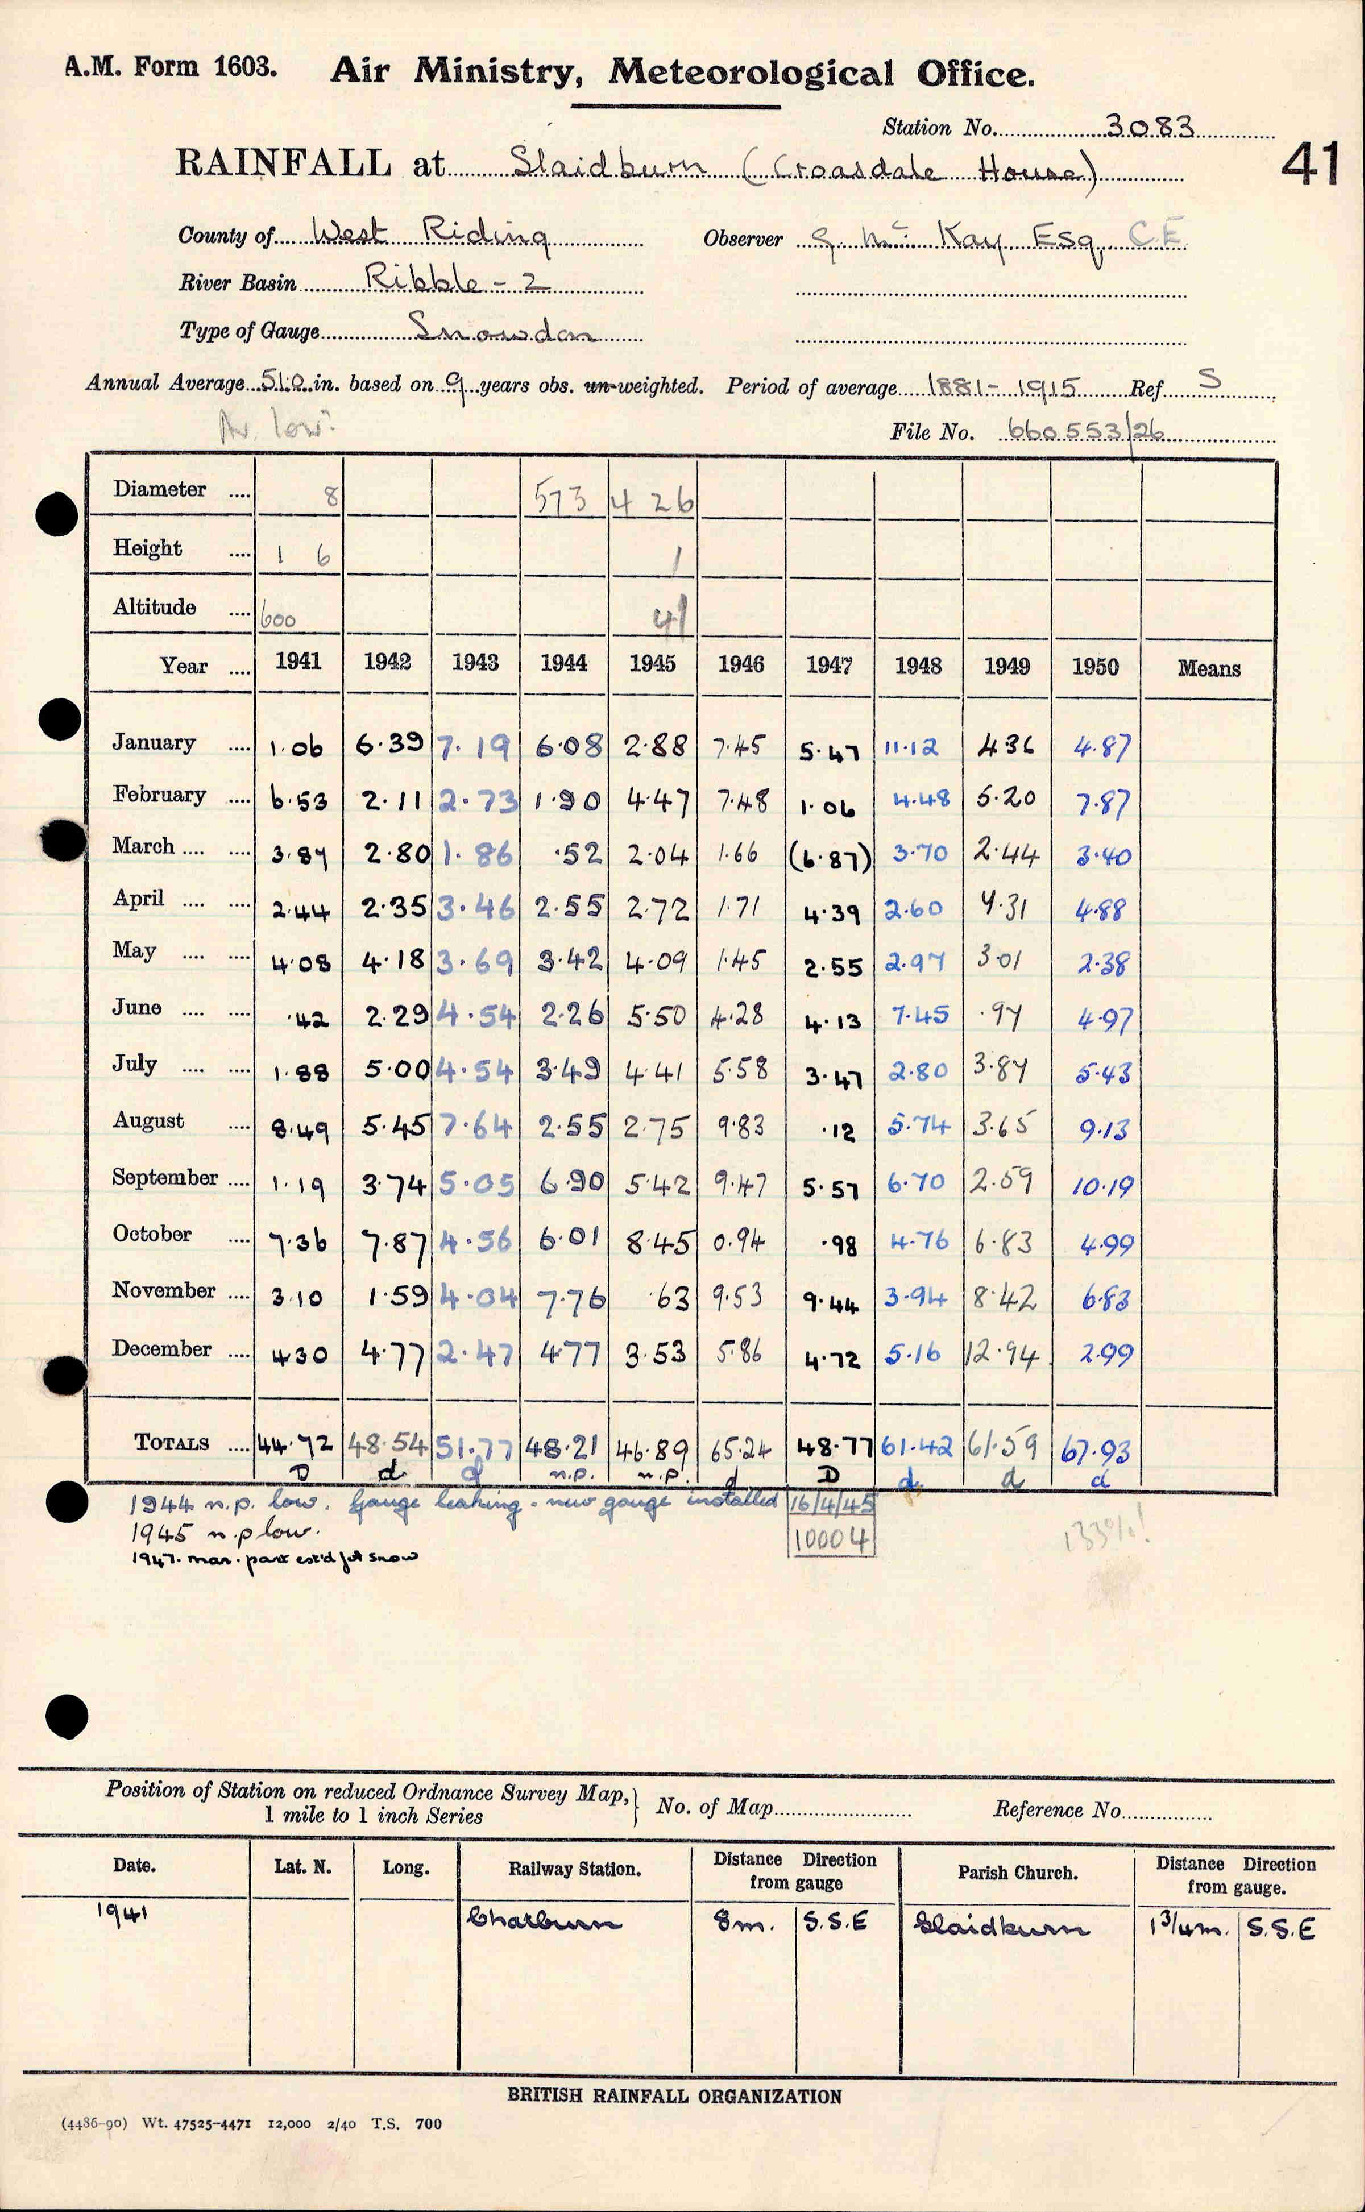 A.M. Form 1603. Air Ministry, Meteorological Office.
Station No. 3083
41
RAINFALL at Slaidburn (Croasdale House)
County of West Riding Observer G. Mc Kay Esq, C.E.
River Basin Ribble - 2
Type of Gauge Snowdon
Annual Average 51.0 in. based on 9 years obs. un-weighted. Period of average 1881-1915 Ref. S
Av. low.
File No. 660553/26
Diameter .... 8 573 4 26
Height .... 1 6 1
Altitude .... 600 41
Year .... 1941 1942 1943 1944 1945 1946 1947 1948 1949 1950 Means
January .... 1.06 6.39 7.19 6.08 2.88 7.45 5.47 11.12 4.36 4.87
February .... 6.53 2.11 2.73 1.90 4.47 7.48 1.06 4.48 5.20 7.87
March .... .... 3.87 2.80 1.86 .52 2.04 1.66 (6.87) 3.70 2.44 3.40
April .... .... 2.44 2.35 3.46 2.55 2.72 1.71 4.39 2.60 7.31 4.88
May .... .... 4.08 4.18 3.69 3.42 4.09 1.45 2.55 2.97 3.01 2.38
June .... .... .42 2.29 4.54 2.26 5.50 4.28 4.13 7.45 .97 4.97
July .... .... 1.88 5.00 4.54 3.49 4.41 5.58 3.47 2.80 3.87 5.43
August .... 8.49 5.45 7.64 2.55 2.75 9.83 .12 5.74 3.65 9.13
September .... 1.19 3.74 5.05 6.90 5.42 9.47 5.57 6.70 2.59 10.19
October .... 7.36 7.87 4.56 6.01 8.45 0.94 .98 4.76 6.83 4.99
November .... 3.10 1.59 4.04 7.76 .63 9.53 9.44 3.94 8.42 6.83
December .... 4.30 4.77 2.47 4.77 3.53 5.86 4.72 5.16 12.94 2.99
TOTALS .... 44.72 48.54 51.77 48.21 46.89 65.24 48.77 61.42 61.59 67.93
D d d n.p. n.p. d D d d d
1944 n.p. low. Gauge leaking - new gauge installed 16/4/45
1945 n.p low. 10004 133%!
1947. Mar. part est'd for snow
Position of Station on reduced Ordnance Survey Map, No. of Map Reference No.
1 mile to 1 inch Series
Date. Lat. N. Long. Railway Station. Distance Direction from gauge Parish Church. Distance Direction from gauge.
1941 Chatburn 8m. S.S.E Slaidburn 1 3/4m. S.S.E
BRITISH RAINFALL ORGANIZATION
(4486-90) Wt. 47525-4471 12,000 2/40 T.S. 700